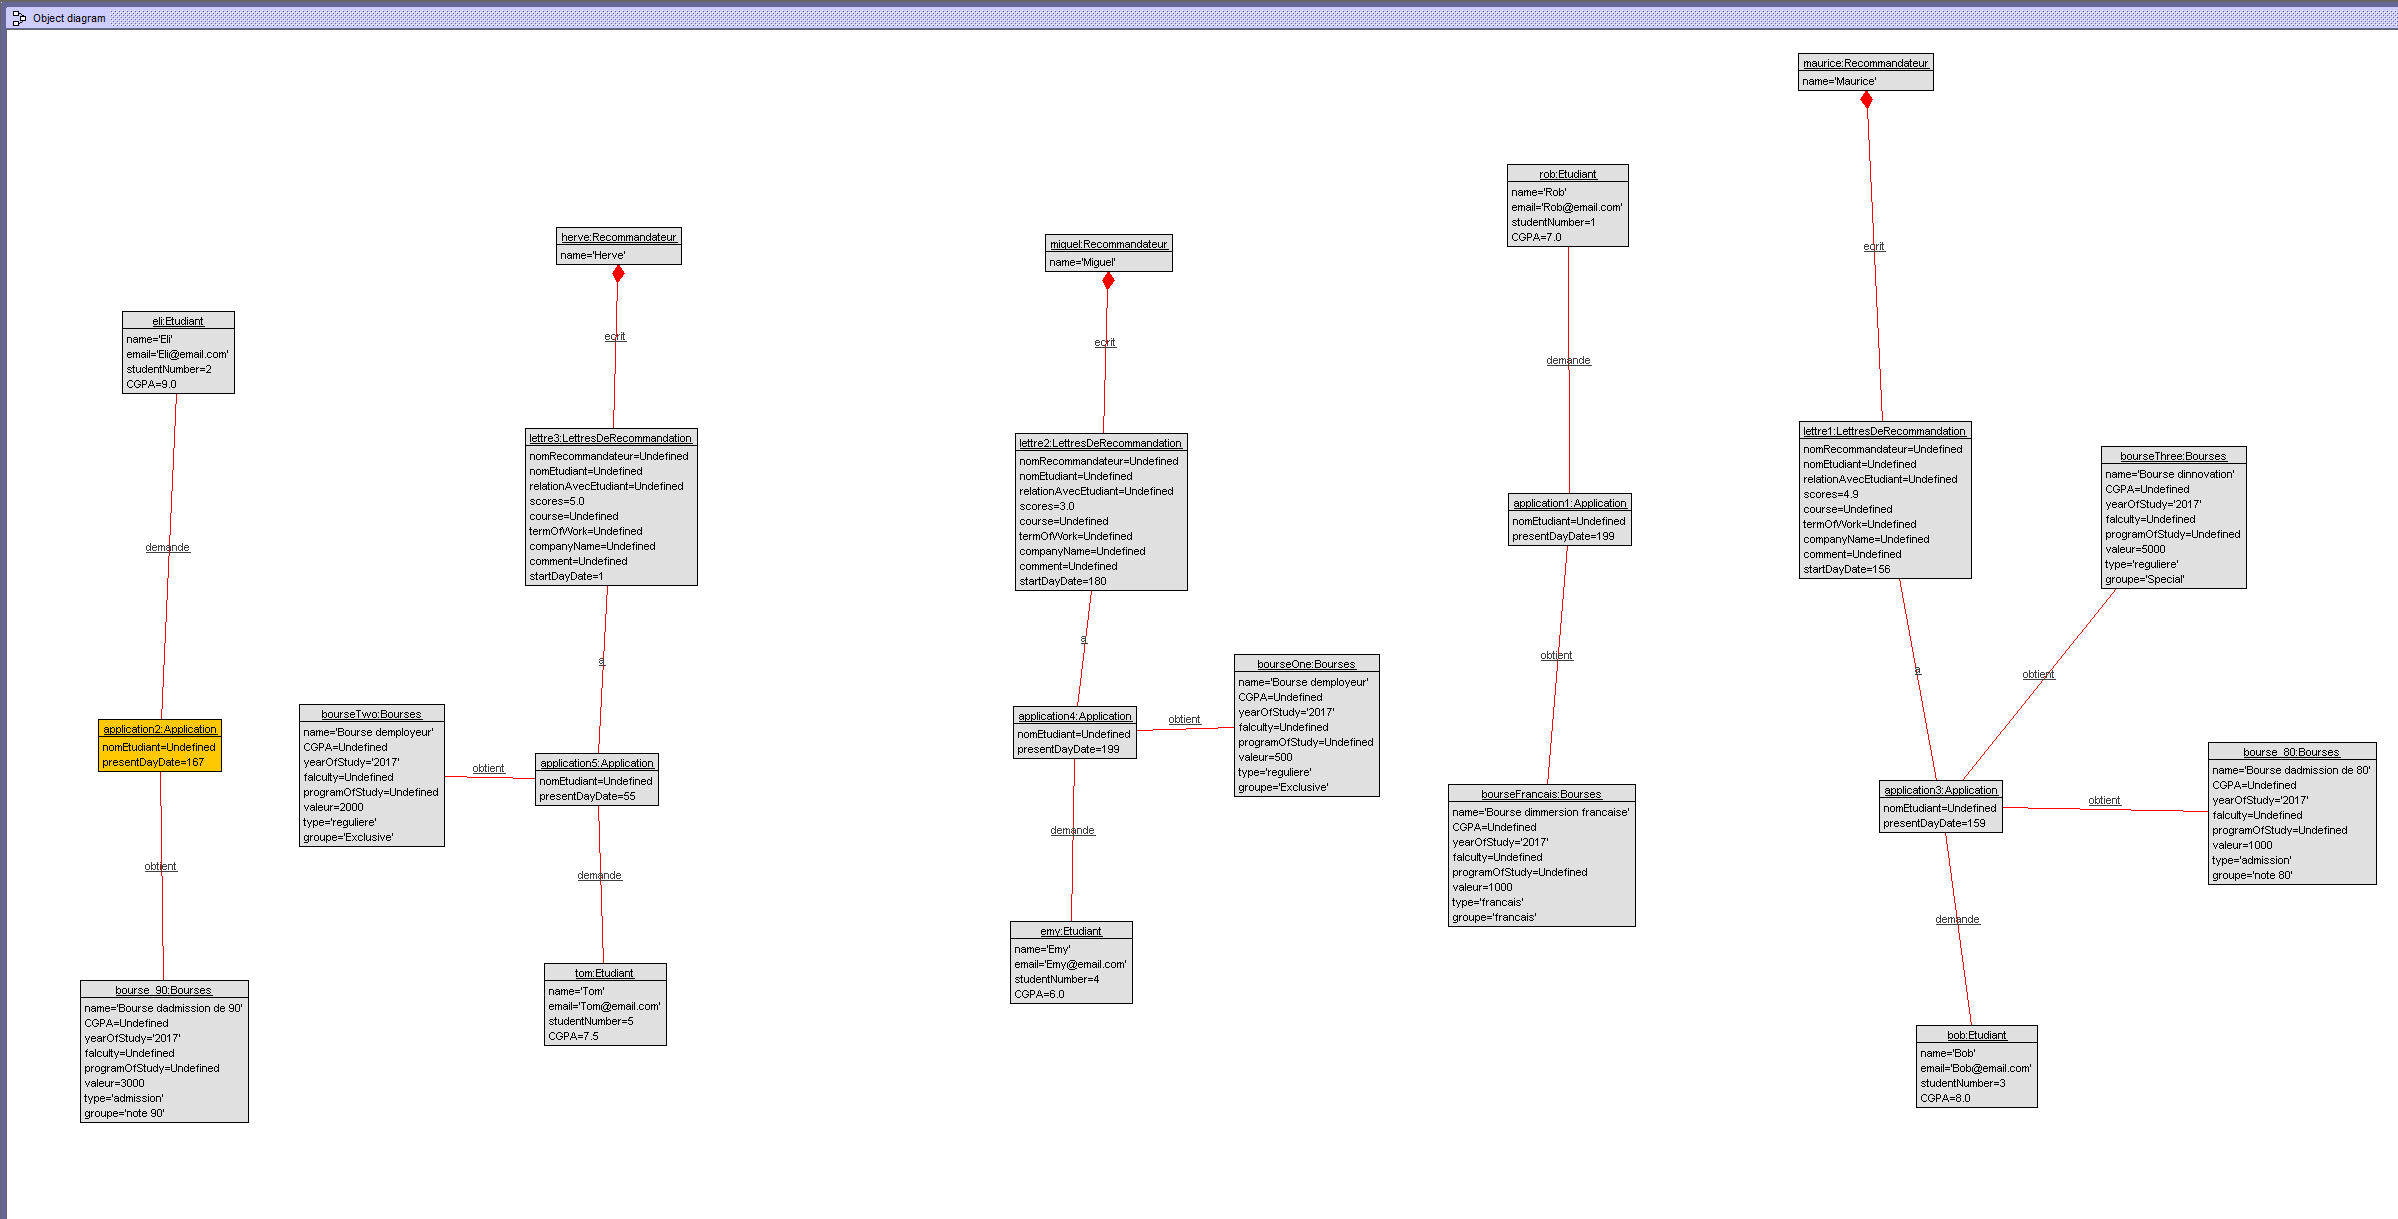 Object diagram
maurice:Recommandateur
name='Maurice'
ecrit
rob:Etudiant
name='Rob'
email='Rob@email.com'
studentNumber=1
CGPA=7.0
demande
herve:Recommandateur
name='Herve'
ecrit
miguel:Recommandateur
name='Miguel'
ecrit
eli:Etudiant
name='Eli'
email='Eli@email.com'
studentNumber=2
CGPA=9.0
demande
lettre3:LettresDeRecommandation
nomRecommandateur=Undefined
nomEtudiant=Undefined
relationAvecEtudiant=Undefined
scores=5.0
course=Undefined
termOfWork=Undefined
companyName=Undefined
comment=Undefined
startDayDate=1
a
lettre2:LettresDeRecommandation
nomRecommandateur=Undefined
nomEtudiant=Undefined
relationAvecEtudiant=Undefined
scores=3.0
course=Undefined
termOfWork=Undefined
companyName=Undefined
comment=Undefined
startDayDate=180
a
application1:Application
nomEtudiant=Undefined
presentDayDate=199
obtient
lettre1:LettresDeRecommandation
nomRecommandateur=Undefined
nomEtudiant=Undefined
relationAvecEtudiant=Undefined
scores=4.9
course=Undefined
termOfWork=Undefined
companyName=Undefined
comment=Undefined
startDayDate=156
a
bourseThree:Bourses
name='Bourse dinnovation'
CGPA=Undefined
yearOfStudy='2017'
falculty=Undefined
programOfStudy=Undefined
valeur=5000
type='reguliere'
groupe='Special'
obtient
application2:Application
nomEtudiant=Undefined
presentDayDate=167
obtient
bourseTwo:Bourses
name='Bourse demployeur'
CGPA=Undefined
yearOfStudy='2017'
falculty=Undefined
programOfStudy=Undefined
valeur=2000
type='reguliere'
groupe='Exclusive'
obtient
application5:Application
nomEtudiant=Undefined
presentDayDate=55
demande
application4:Application
nomEtudiant=Undefined
presentDayDate=199
obtient
demande
bourseOne:Bourses
name='Bourse demployeur'
CGPA=Undefined
yearOfStudy='2017'
falculty=Undefined
programOfStudy=Undefined
valeur=500
type='reguliere'
groupe='Exclusive'
bourseFrancais:Bourses
name='Bourse dimmersion francaise'
CGPA=Undefined
yearOfStudy='2017'
falculty=Undefined
programOfStudy=Undefined
valeur=1000
type='francais'
groupe='francais'
application3:Application
nomEtudiant=Undefined
presentDayDate=159
obtient
demande
bourse_80:Bourses
name='Bourse dadmission de 80'
CGPA=Undefined
yearOfStudy='2017'
falculty=Undefined
programOfStudy=Undefined
valeur=1000
type='admission'
groupe='note 80'
bourse_90:Bourses
name='Bourse dadmission de 90'
CGPA=Undefined
yearOfStudy='2017'
falculty=Undefined
programOfStudy=Undefined
valeur=3000
type='admission'
groupe='note 90'
tom:Etudiant
name='Tom'
email='Tom@email.com'
studentNumber=5
CGPA=7.5
emy:Etudiant
name='Emy'
email='Emy@email.com'
studentNumber=4
CGPA=6.0
bob:Etudiant
name='Bob'
email='Bob@email.com'
studentNumber=3
CGPA=8.0